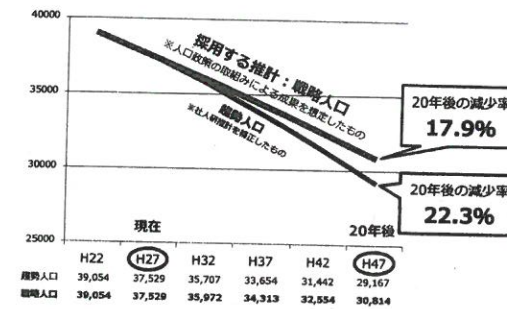 40000
採用する推計：戦略人口
※人口政策の取組みによる成果を想定したもの
35000
趨勢人口
※社人研推計を補正したもの
20年後の減少率
17.9%
30000
20年後の減少率
22.3%
現在
20年後
25000
H22 H27 H32 H37 H42 H47
趨勢人口 39,054 37,529 35,707 33,654 31,442 29,167
戦略人口 39,054 37,529 35,972 34,313 32,554 30,814